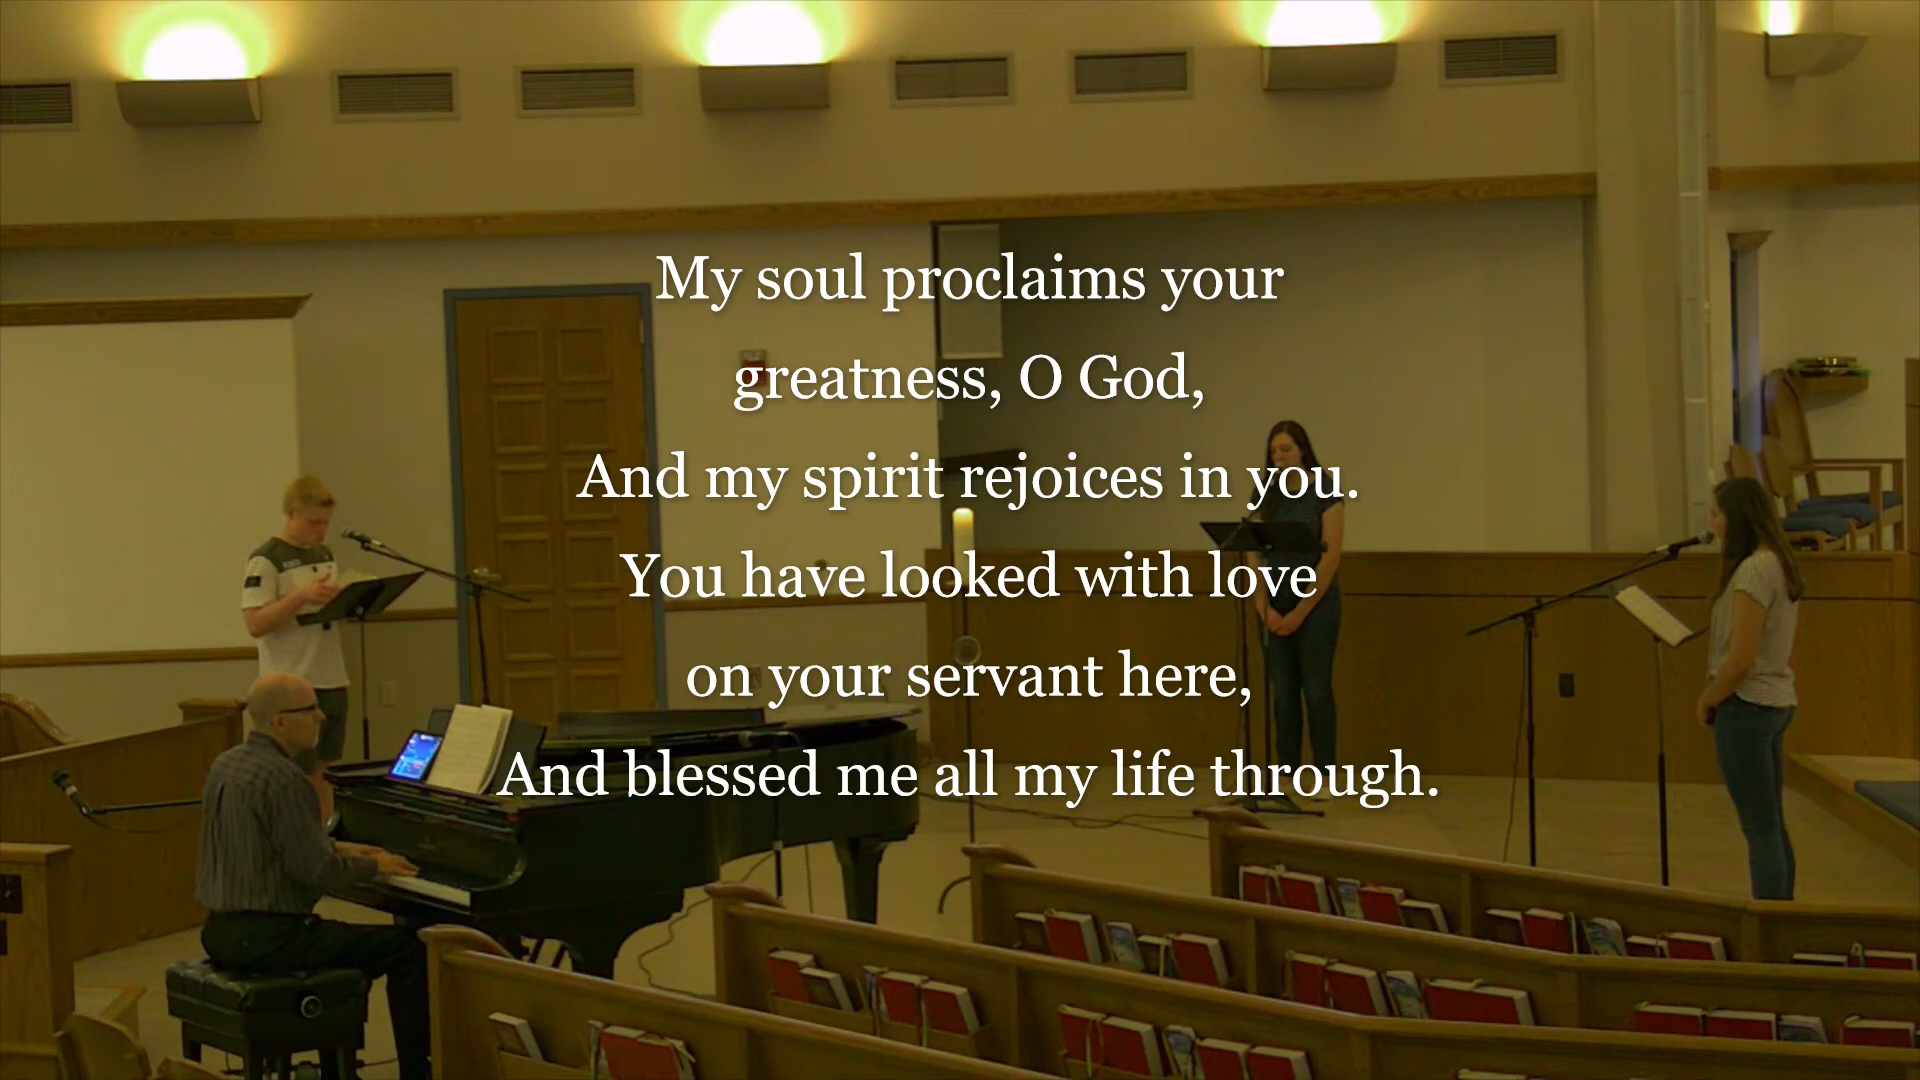 My soul proclaims your
greatness, O God,
And my spirit rejoices in you.
You have looked with love
on your servant here,
And blessed me all my life through.